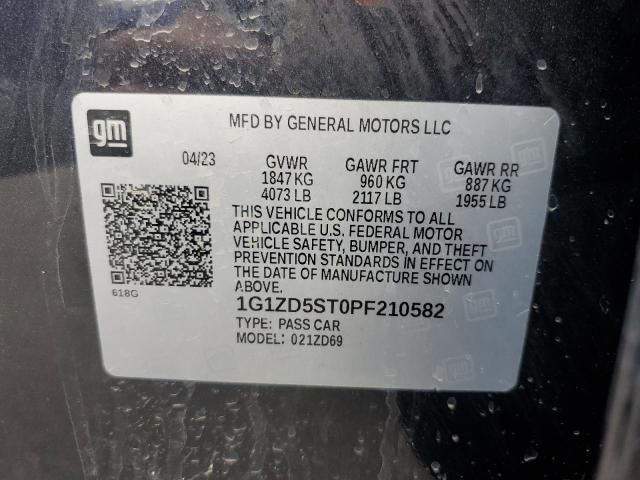 gm
MFD BY GENERAL MOTORS LLC
04/23 GVWR GAWR FRT GAWR RR
1847 KG 960 KG 887 KG
4073 LB 2117 LB 1955 LB
THIS VEHICLE CONFORMS TO ALL
APPLICABLE U.S. FEDERAL MOTOR
VEHICLE SAFETY, BUMPER, AND THEFT
PREVENTION STANDARDS IN EFFECT ON
THE DATE OF MANUFACTURE SHOWN
ABOVE.
618G
1G1ZD5ST0PF210582
TYPE: PASS CAR
MODEL: 021ZD69